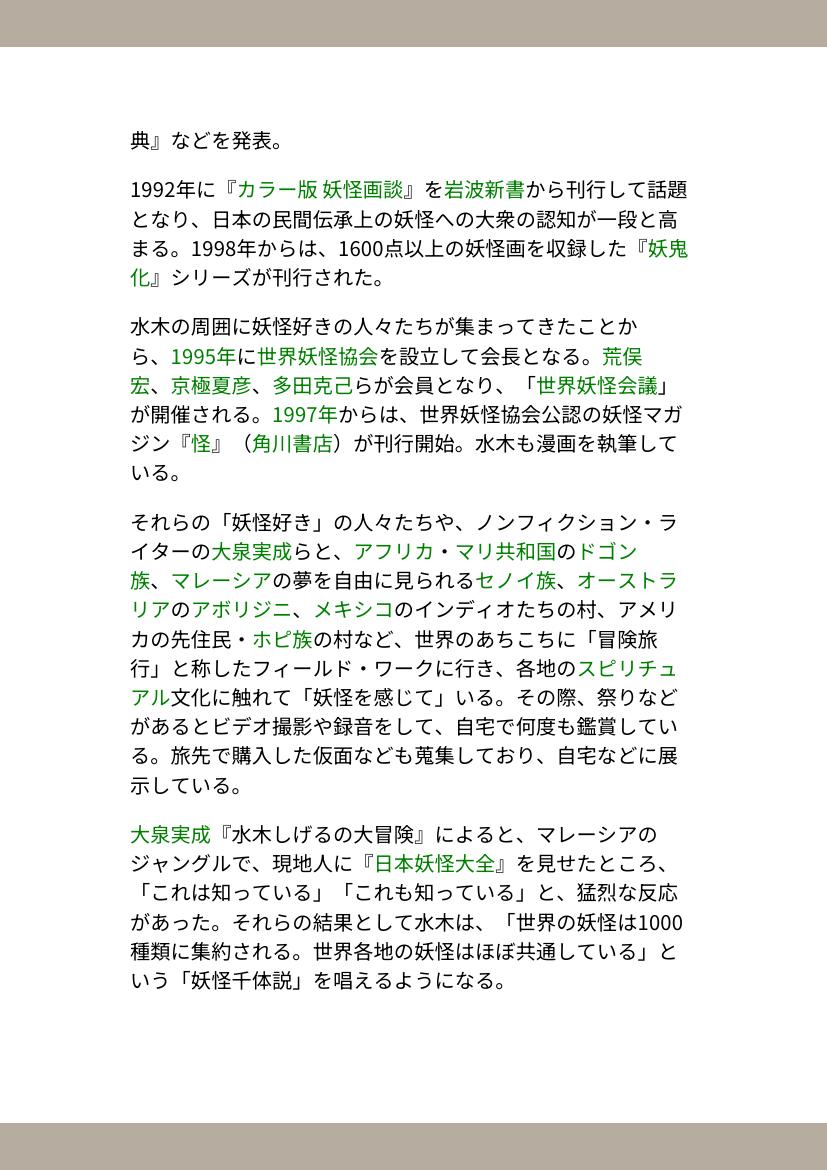 典』などを発表。
1992年に『カラー版 妖怪画談』を岩波新書から刊行して話題
となり、日本の民間伝承上の妖怪への大衆の認知が一段と高
まる。1998年からは、1600点以上の妖怪画を収録した『妖鬼
化』シリーズが刊行された。
水木の周囲に妖怪好きの人々たちが集まってきたことか
ら、1995年に世界妖怪協会を設立して会長となる。荒俣
宏、京極夏彦、多田克己らが会員となり、「世界妖怪会議」
が開催される。1997年からは、世界妖怪協会公認の妖怪マガ
ジン『怪』（角川書店）が刊行開始。水木も漫画を執筆して
いる。
それらの「妖怪好き」の人々たちや、ノンフィクション・ラ
イターの大泉実成らと、アフリカ・マリ共和国のドゴン
族、マレーシアの夢を自由に見られるセノイ族、オーストラ
リアのアボリジニ、メキシコのインディオたちの村、アメリ
カの先住民・ホピ族の村など、世界のあちこちに「冒険旅
行」と称したフィールド・ワークに行き、各地のスピリチュ
アル文化に触れて「妖怪を感じて」いる。その際、祭りなど
があるとビデオ撮影や録音をして、自宅で何度も鑑賞してい
る。旅先で購入した仮面なども蒐集しており、自宅などに展
示している。
大泉実成『水木しげるの大冒険』によると、マレーシアの
ジャングルで、現地人に『日本妖怪大全』を見せたところ、
「これは知っている」「これも知っている」と、猛烈な反応
があった。それらの結果として水木は、「世界の妖怪は1000
種類に集約される。世界各地の妖怪はほぼ共通している」と
いう「妖怪千体説」を唱えるようになる。